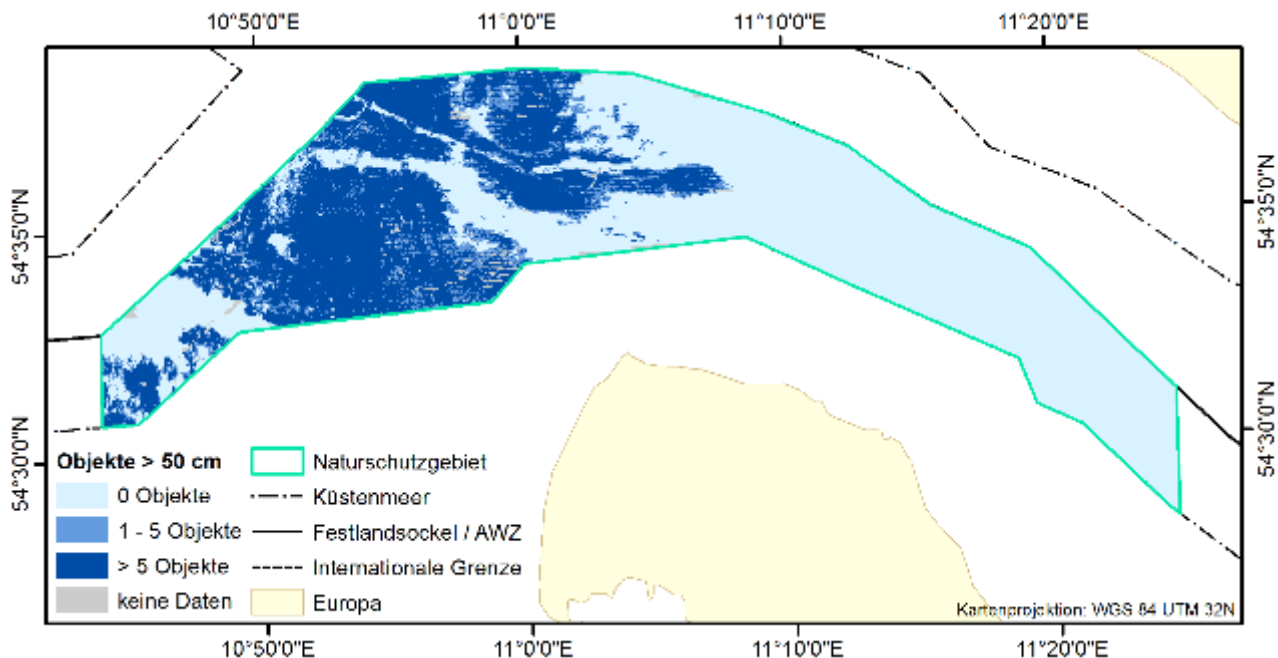 10°50'0"E 11°0'0"E 11°10'0"E 11°20'0"E
54°35'0"N
54°35'0"N
54°30'0"N
54°30'0"N
Objekte > 50 cm
0 Objekte
1 - 5 Objekte
> 5 Objekte
keine Daten
Naturschutzgebiet
Küstenmeer
Festlandsockel / AWZ
Internationale Grenze
Europa
Kartenprojektion: WGS 84 UTM 32N
10°50'0"E 11°0'0"E 11°10'0"E 11°20'0"E